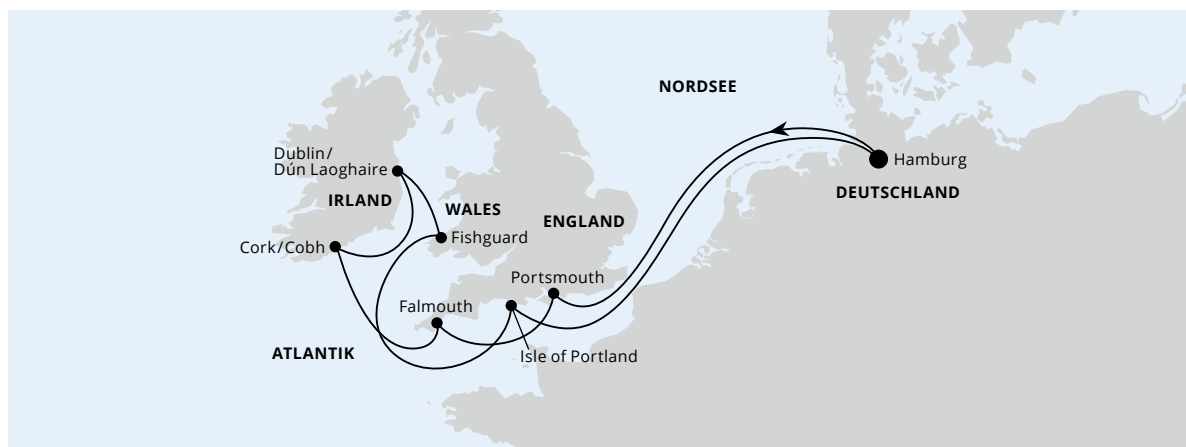 NORDSEE
Dublin/
Dún Laoghaire
Hamburg
DEUTSCHLAND
IRLAND
WALES
ENGLAND
Cork/Cobh
Fishguard
Portsmouth
Falmouth
ATLANTIK
Isle of Portland